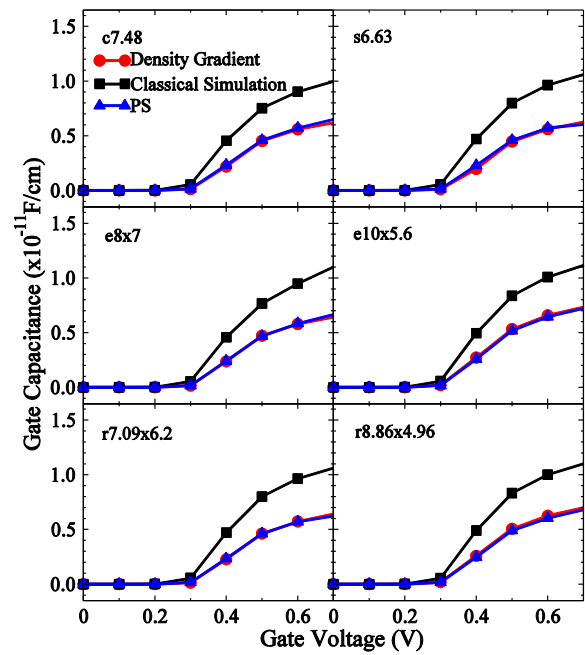 c7.48
s6.63
Density Gradient
Classical Simulation
PS
1.5
1.0
0.5
0.0
e8x7
e10x5.6
1.5
1.0
0.5
0.0
r7.09x6.2
r8.86x4.96
1.5
1.0
0.5
0.0
0 0.2 0.4 0.6 0 0.2 0.4 0.6
Gate Capacitance (x10⁻¹¹F/cm)
Gate Voltage (V)